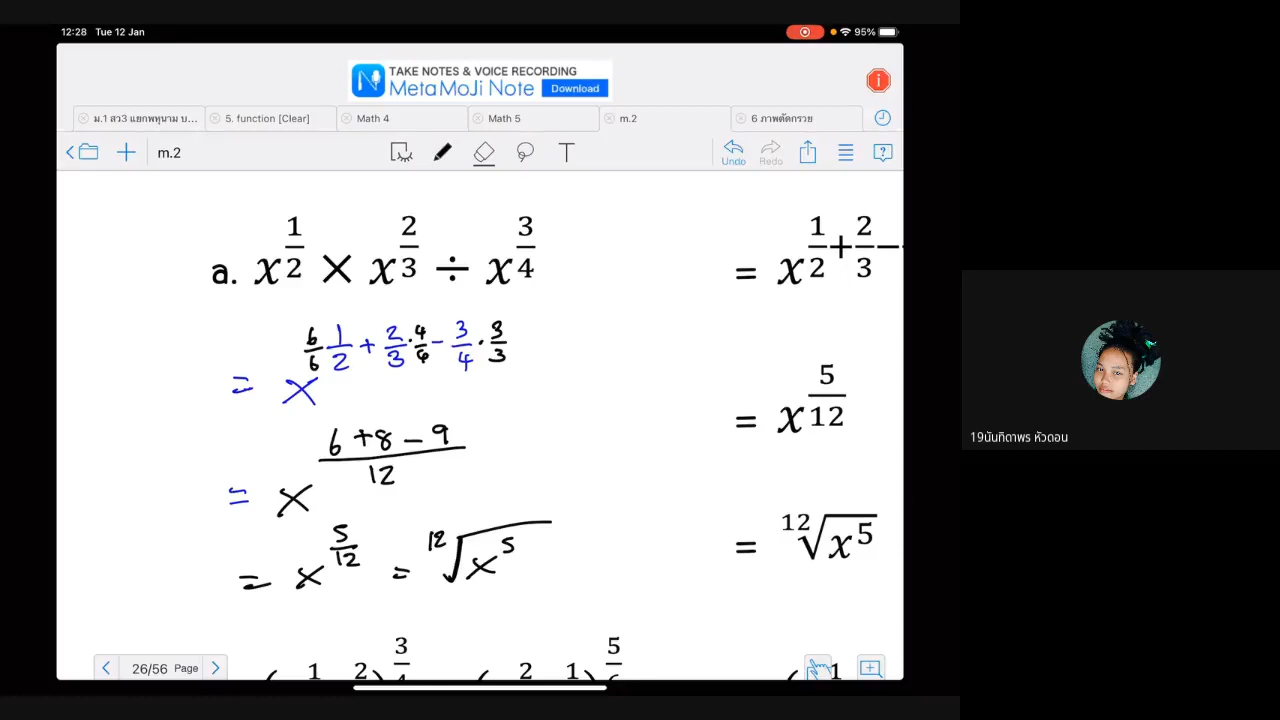 12:28 Tue 12 Jan 95%
TAKE NOTES & VOICE RECORDING
MetaMoJi Note Download
ม.1 สว3 แยกพหุนาม บ... 5. function [Clear] Math 4 Math 5 m.2 6 ภาพตัดกรวย
m.2 T Undo Redo
a. x^(1/2) × x^(2/3) ÷ x^(3/4) = x^(1/2 + 2/3 −
= x^(6/6 1/2 + 2/3 · 4/4 − 3/4 · 3/3)
= x^(5/12)
= x^((6 + 8 − 9)/12)
= ¹²√x⁵
= x^(5/12) = ¹²√x⁵
19นันทิตาพร หัวดอน
26/56 Page